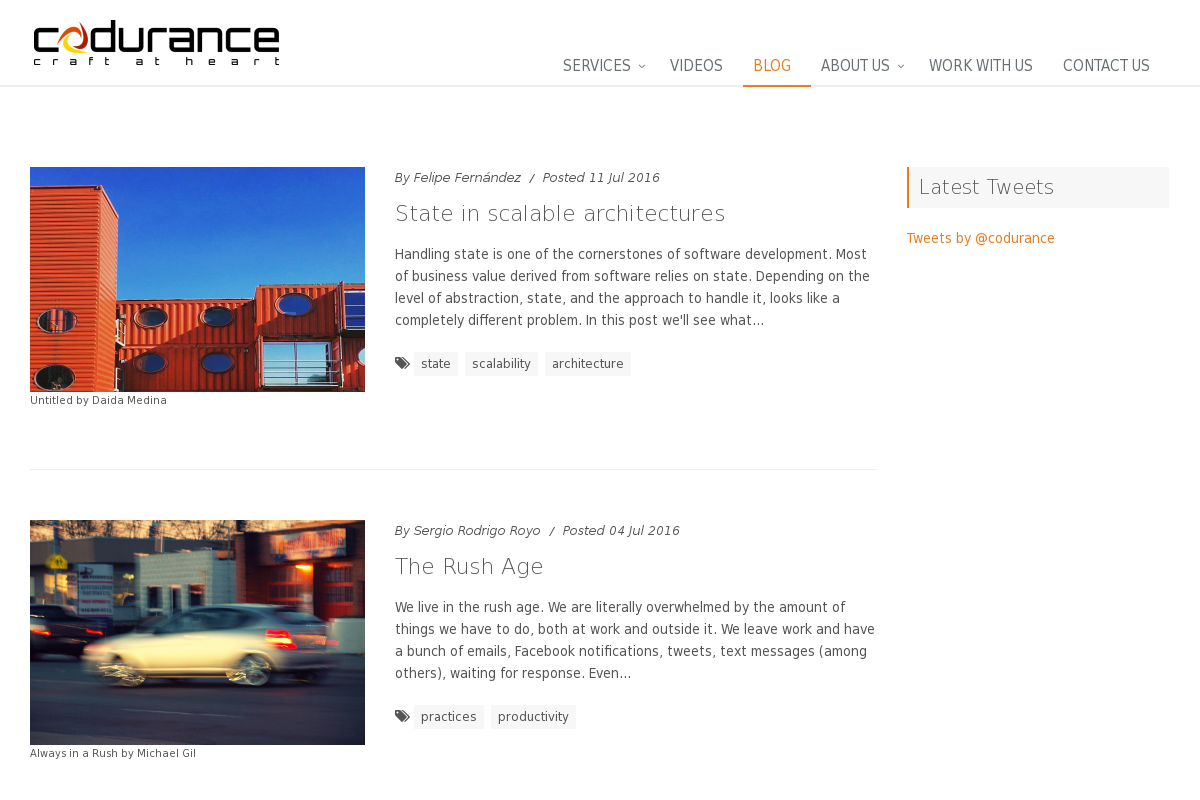 codurance
craft at heart
SERVICES VIDEOS BLOG ABOUT US WORK WITH US CONTACT US
By Felipe Fernández / Posted 11 Jul 2016
State in scalable architectures
Handling state is one of the cornerstones of software development. Most
of business value derived from software relies on state. Depending on the
level of abstraction, state, and the approach to handle it, looks like a
completely different problem. In this post we'll see what...
state scalability architecture
Untitled by Daida Medina
By Sergio Rodrigo Royo / Posted 04 Jul 2016
The Rush Age
We live in the rush age. We are literally overwhelmed by the amount of
things we have to do, both at work and outside it. We leave work and have
a bunch of emails, Facebook notifications, tweets, text messages (among
others), waiting for response. Even...
practices productivity
Always in a Rush by Michael Gil
Latest Tweets
Tweets by @codurance